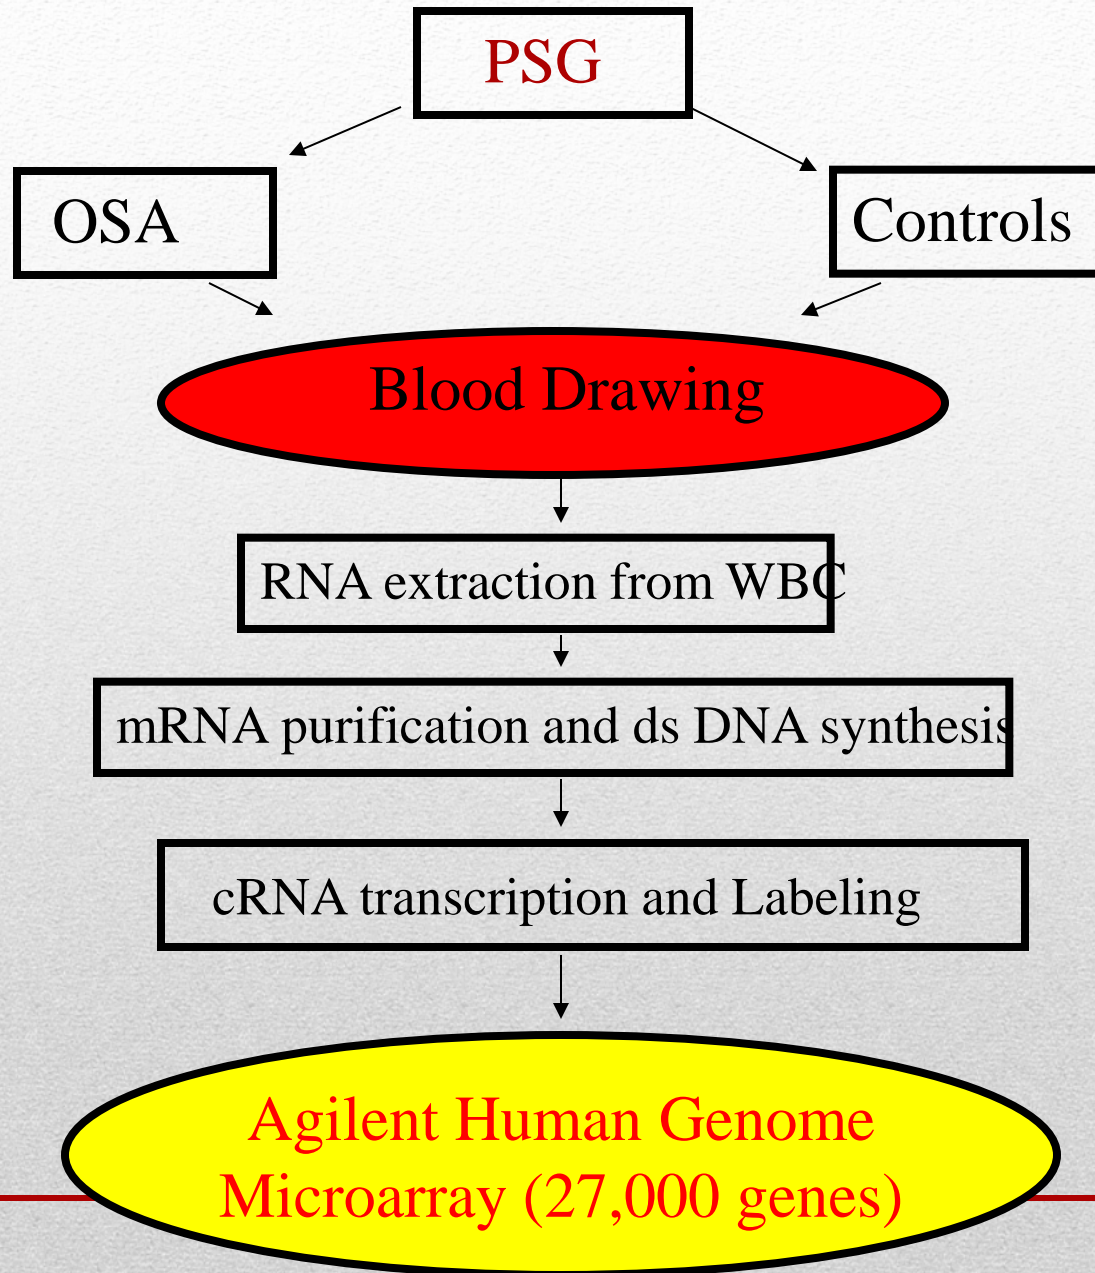 PSG
OSA
Controls
Blood Drawing
RNA extraction from WBC
mRNA purification and ds DNA synthesis
cRNA transcription and Labeling
Agilent Human Genome
Microarray (27,000 genes)